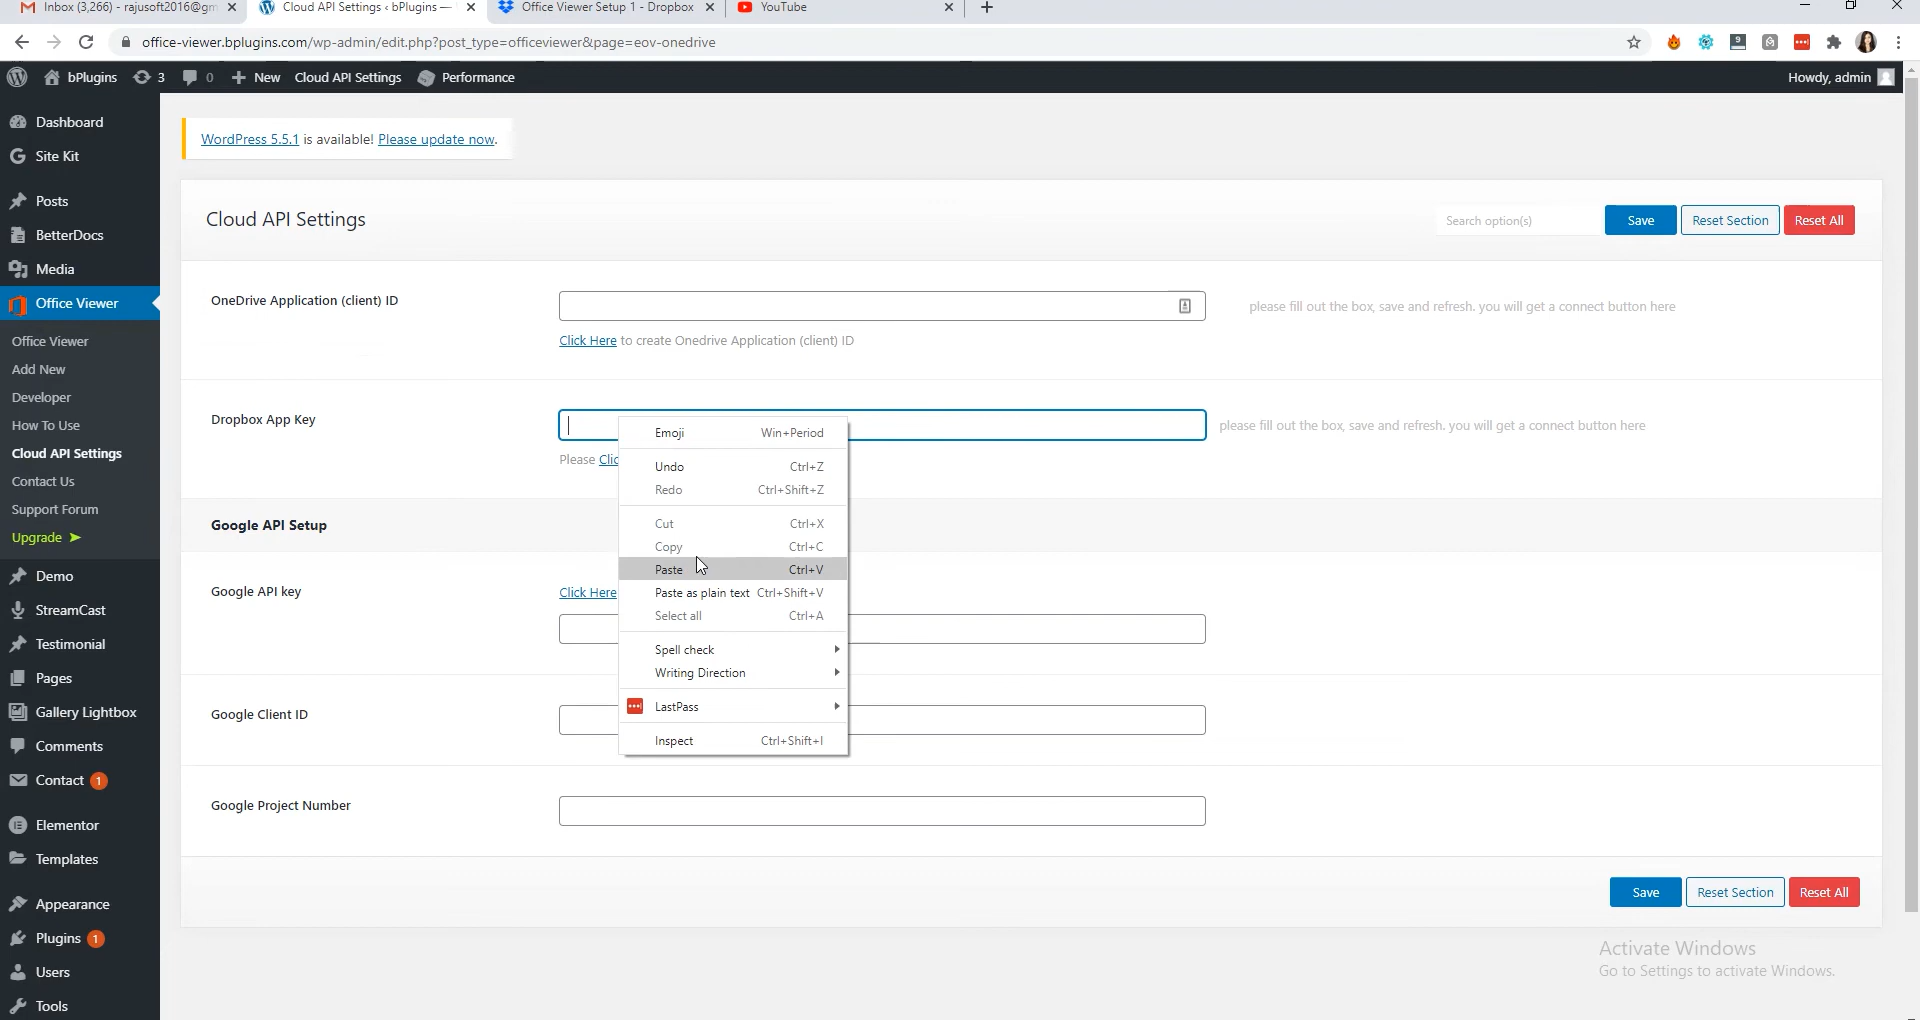 Inbox (3,266) - rajusoft2016@gm
Cloud API Settings ‹ bPlugins —
Office Viewer Setup 1 - Dropbox
YouTube
office-viewer.bplugins.com/wp-admin/edit.php?post_type=officeviewer&page=eov-onedrive
bPlugins
3
0
New
Cloud API Settings
Performance
Howdy, admin
Dashboard
Site Kit
Posts
BetterDocs
Media
Office Viewer
Office Viewer
Add New
Developer
How To Use
Cloud API Settings
Contact Us
Support Forum
Upgrade ➤
Demo
StreamCast
Testimonial
Pages
Gallery Lightbox
Comments
Contact 1
Elementor
Templates
Appearance
Plugins 1
Users
Tools
WordPress 5.5.1 is available! Please update now.
Cloud API Settings
Search option(s)
Save
Reset Section
Reset All
OneDrive Application (client) ID
please fill out the box, save and refresh. you will get a connect button here
Click Here to create Onedrive Application (client) ID
Dropbox App Key
please fill out the box, save and refresh. you will get a connect button here
Please Clic
Emoji Win+Period
Undo Ctrl+Z
Redo Ctrl+Shift+Z
Cut Ctrl+X
Copy Ctrl+C
Paste Ctrl+V
Paste as plain text Ctrl+Shift+V
Select all Ctrl+A
Spell check
Writing Direction
LastPass
Inspect Ctrl+Shift+I
Google API Setup
Google API key
Click Here
Google Client ID
Google Project Number
Save
Reset Section
Reset All
Activate Windows
Go to Settings to activate Windows.